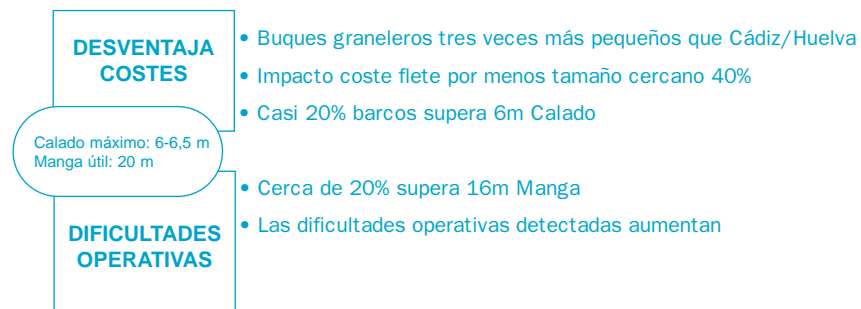 DESVENTAJA
COSTES
• Buques graneleros tres veces más pequeños que Cádiz/Huelva
• Impacto coste flete por menos tamaño cercano 40%
• Casi 20% barcos supera 6m Calado
Calado máximo: 6-6,5 m
Manga útil: 20 m
• Cerca de 20% supera 16m Manga
• Las dificultades operativas detectadas aumentan
DIFICULTADES
OPERATIVAS